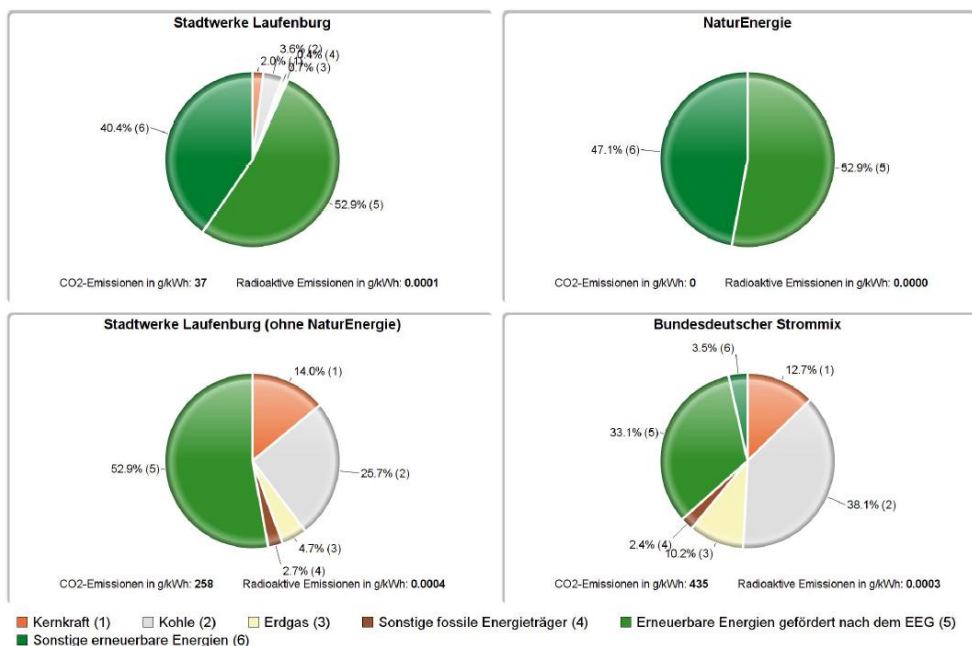 Stadtwerke Laufenburg
3.6% (2)
0.4% (4)
2.0% (1)
0.7% (3)
40.4% (6)
52.9% (5)
CO2-Emissionen in g/kWh: 37 Radioaktive Emissionen in g/kWh: 0.0001
NaturEnergie
47.1% (6)
52.9% (5)
CO2-Emissionen in g/kWh: 0 Radioaktive Emissionen in g/kWh: 0.0000
Stadtwerke Laufenburg (ohne NaturEnergie)
14.0% (1)
52.9% (5)
25.7% (2)
4.7% (3)
2.7% (4)
CO2-Emissionen in g/kWh: 258 Radioaktive Emissionen in g/kWh: 0.0004
Bundesdeutscher Strommix
3.5% (6)
12.7% (1)
33.1% (5)
38.1% (2)
2.4% (4)
10.2% (3)
CO2-Emissionen in g/kWh: 435 Radioaktive Emissionen in g/kWh: 0.0003
Kernkraft (1) Kohle (2) Erdgas (3) Sonstige fossile Energieträger (4) Erneuerbare Energien gefördert nach dem EEG (5)
Sonstige erneuerbare Energien (6)